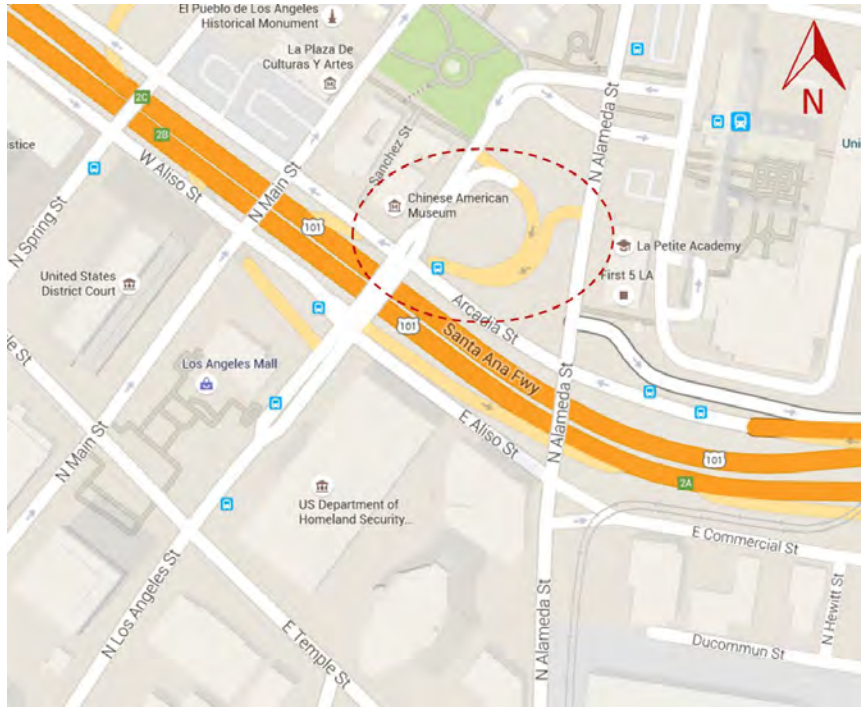 El Pueblo de Los Angeles
Historical Monument
La Plaza De
Culturas Y Artes
N
2C
2B
stice
W Aliso St
N Spring St
N Main St
Sanchez St
N Alameda St
Uni
Chinese American
Museum
101
La Petite Academy
First 5 LA
United States
District Court
101
Arcadia St
Santa Ana Fwy
Los Angeles Mall
le St
N Main St
E Aliso St
N Alameda St
101
2A
US Department of
Homeland Security...
E Commercial St
N Los Angeles St
E Temple St
N Alameda St
Ducommun St
N Hewitt St